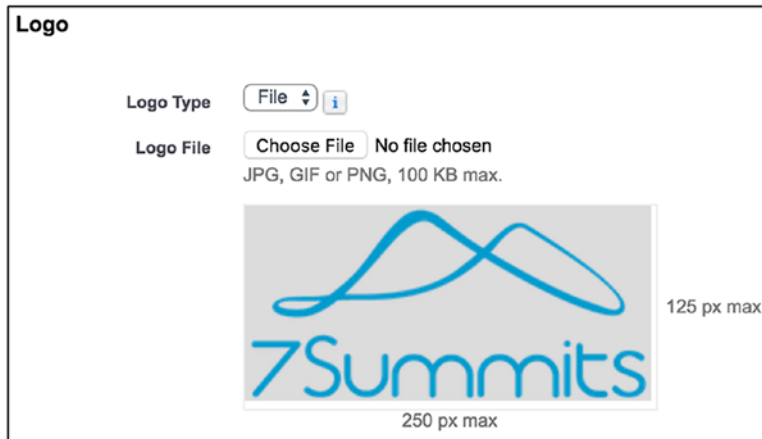 Logo
Logo Type File
Logo File Choose File No file chosen
JPG, GIF or PNG, 100 KB max.
7Summits
125 px max
250 px max